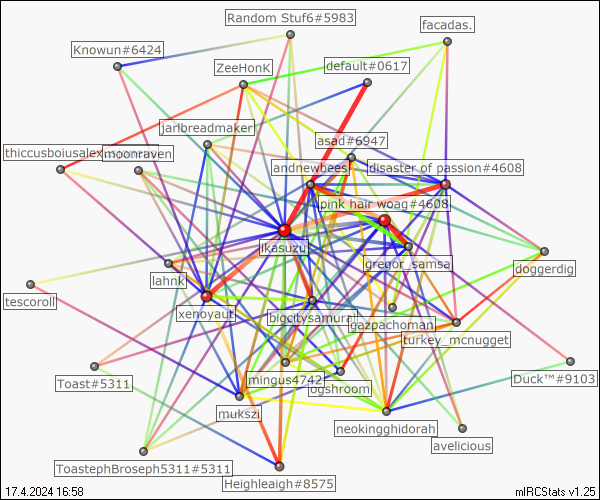 Random Stuf6#5983
facadas.
Knowun#6424
ZeeHonK
default#0617
jarlbreadmaker
asad#6947
thiccusboiusalex
moonraven
andnewbees
disaster of passion#4608
pink hair woag#4608
jkasuzu
gregor_samsa
doggerdig
lahnk
tescoroll
xenoyaut
bigcitysamurai
gazpachoman
turkey_mcnugget
Toast#5311
mingus4742
ogshroom
Duck™#9103
mukszi
neokingghidorah
avelicious
ToastephBroseph5311#5311
Heighleaigh#8575
17.4.2024 16:58
mIRCStats v1.25